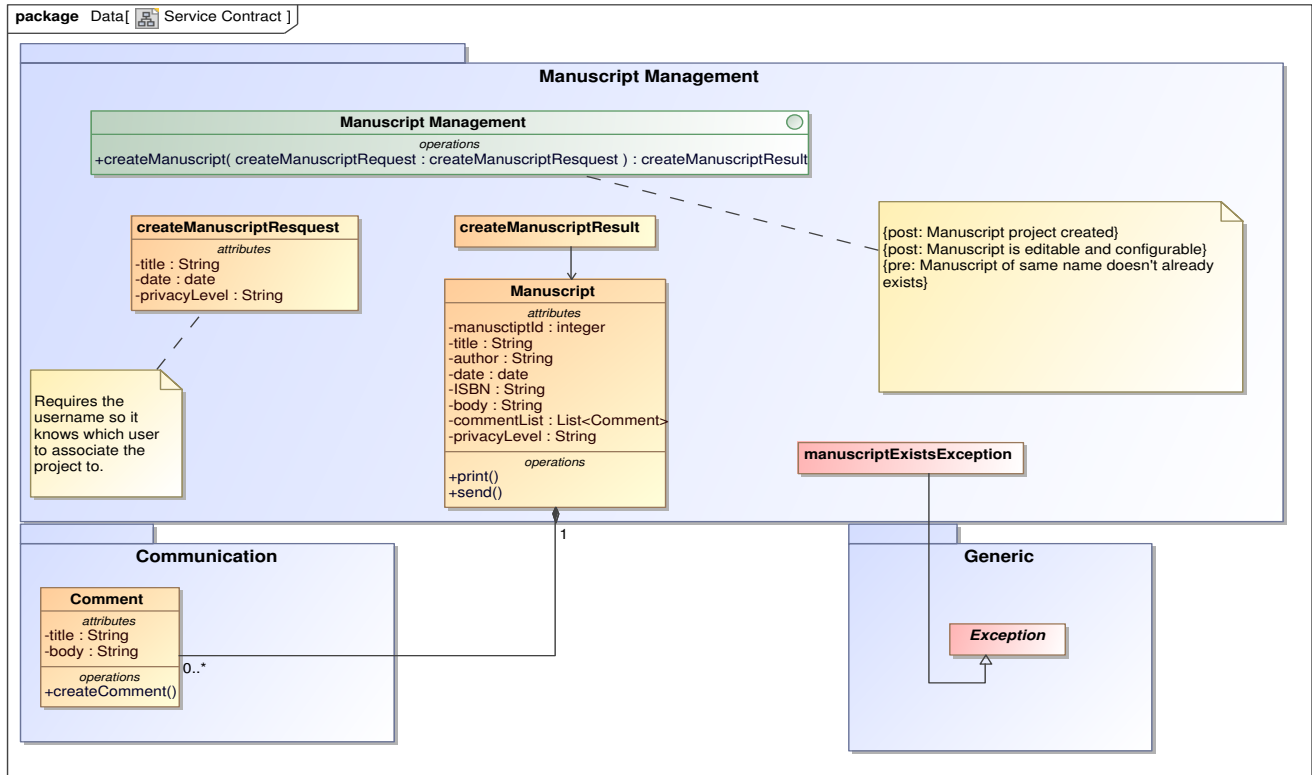 package Data[ Service Contract ]
Manuscript Management
Manuscript Management
operations
+createManuscript( createManuscriptRequest : createManuscriptResquest ) : createManuscriptResult
createManuscriptResquest
attributes
-title : String
-date : date
-privacyLevel : String
createManuscriptResult
{post: Manuscript project created}
{post: Manuscript is editable and configurable}
{pre: Manuscript of same name doesn't already
exists}
Manuscript
attributes
-manusctiptId : integer
-title : String
-author : String
-date : date
-ISBN : String
-body : String
-commentList : List<Comment>
-privacyLevel : String
operations
+print()
+send()
Requires the
username so it
knows which user
to associate the
project to.
manuscriptExistsException
1
Communication
Comment
attributes
-title : String
-body : String
operations
+createComment()
0..*
Generic
Exception